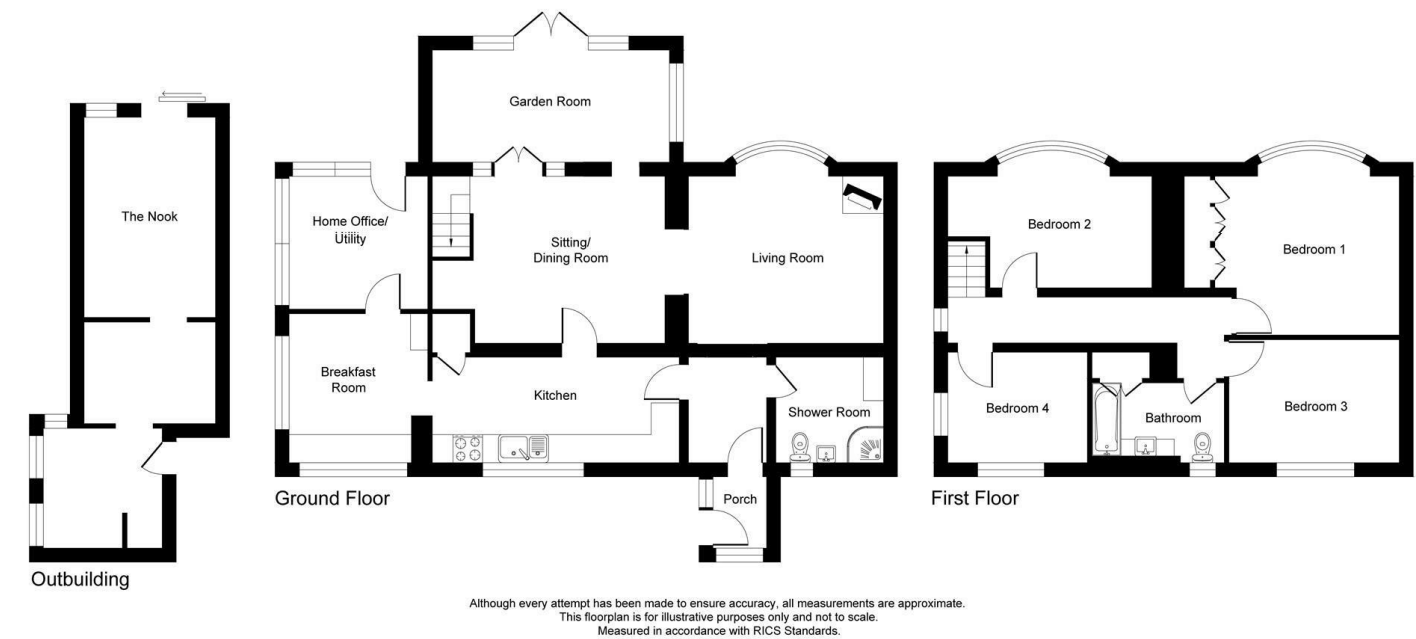 Garden Room
The Nook
Home Office/
Utility
Sitting/
Dining Room
Living Room
Bedroom 2
Bedroom 1
Breakfast
Room
Kitchen
Shower Room
Bedroom 4
Bathroom
Bedroom 3
Porch
Ground Floor
First Floor
Outbuilding
Although every attempt has been made to ensure accuracy, all measurements are approximate.
This floorplan is for illustrative purposes only and not to scale.
Measured in accordance with RICS Standards.